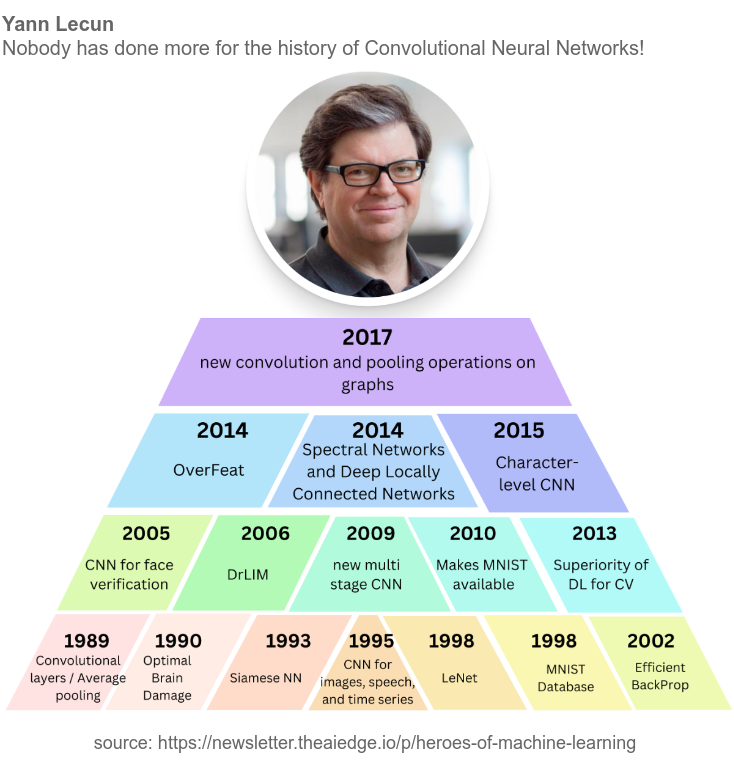 Yann Lecun
Nobody has done more for the history of Convolutional Neural Networks!
2017
new convolution and pooling operations on
graphs
2014
OverFeat
2014
Spectral Networks
and Deep Locally
Connected Networks
2015
Character-
level CNN
2005
CNN for face
verification
2006
DrLIM
2009
new multi
stage CNN
2010
Makes MNIST
available
2013
Superiority of
DL for CV
1989
Convolutional
layers / Average
pooling
1990
Optimal
Brain
Damage
1993
Siamese NN
1995
CNN for
images, speech,
and time series
1998
LeNet
1998
MNIST
Database
2002
Efficient
BackProp
source: https://newsletter.theaiedge.io/p/heroes-of-machine-learning